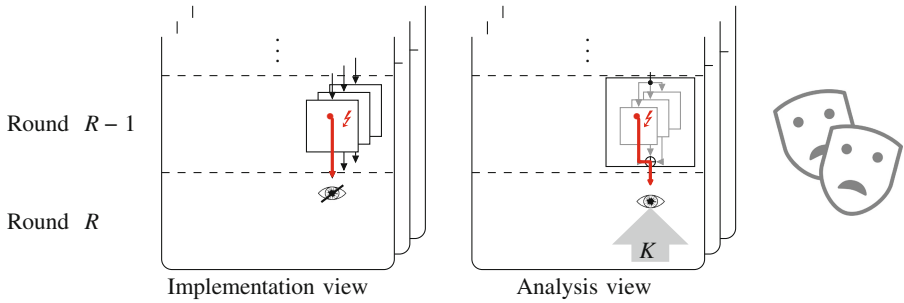 Round R − 1
Round R
K
Implementation view
Analysis view